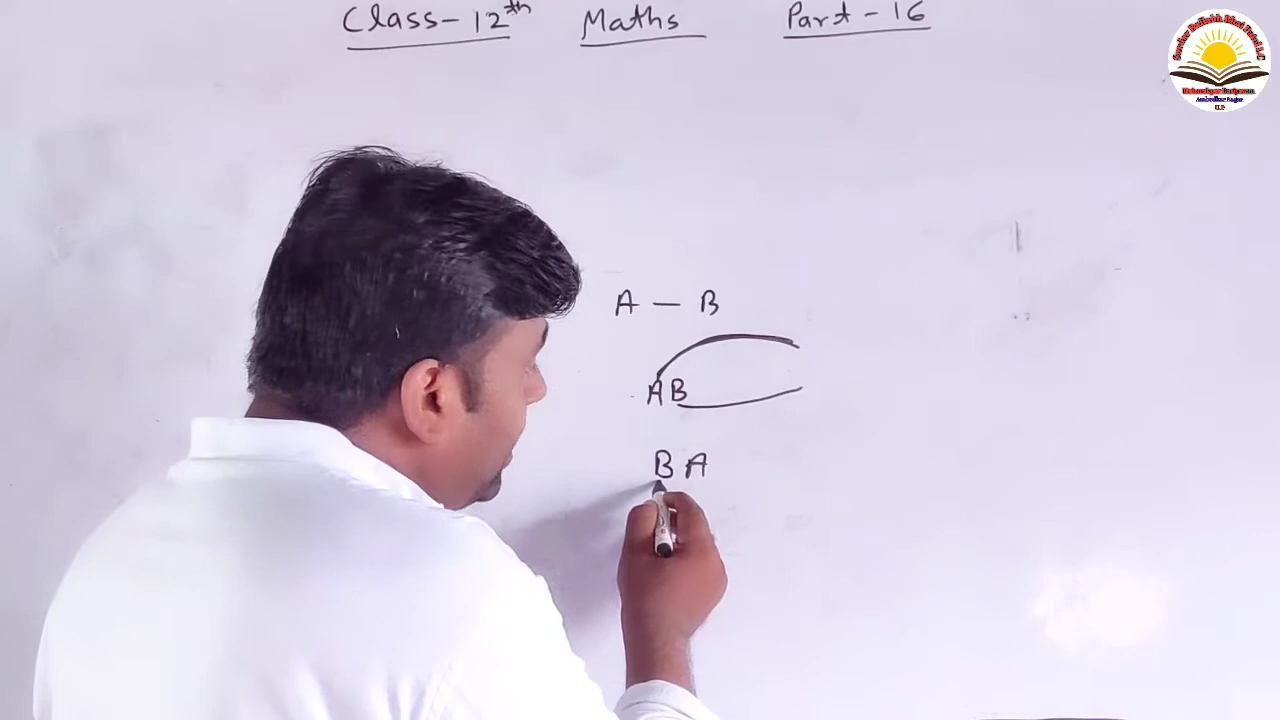 Class-12th Maths Part-16
A — B
AB
BA